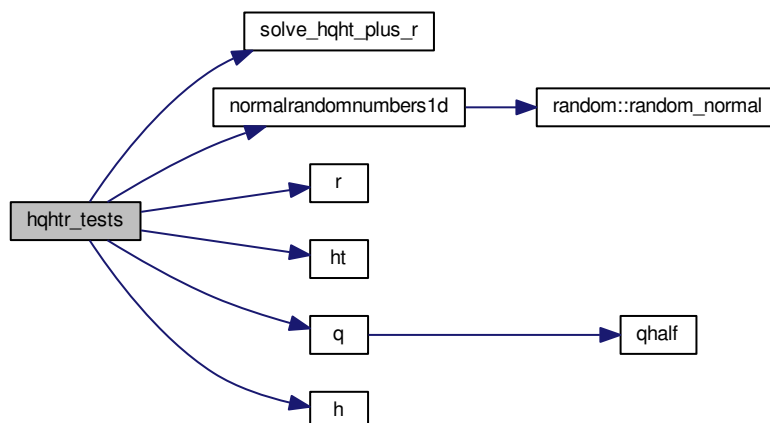 solve_hqht_plus_r
normalrandomnumbers1d
random::random_normal
r
hqhtr_tests
ht
q
qhalf
h